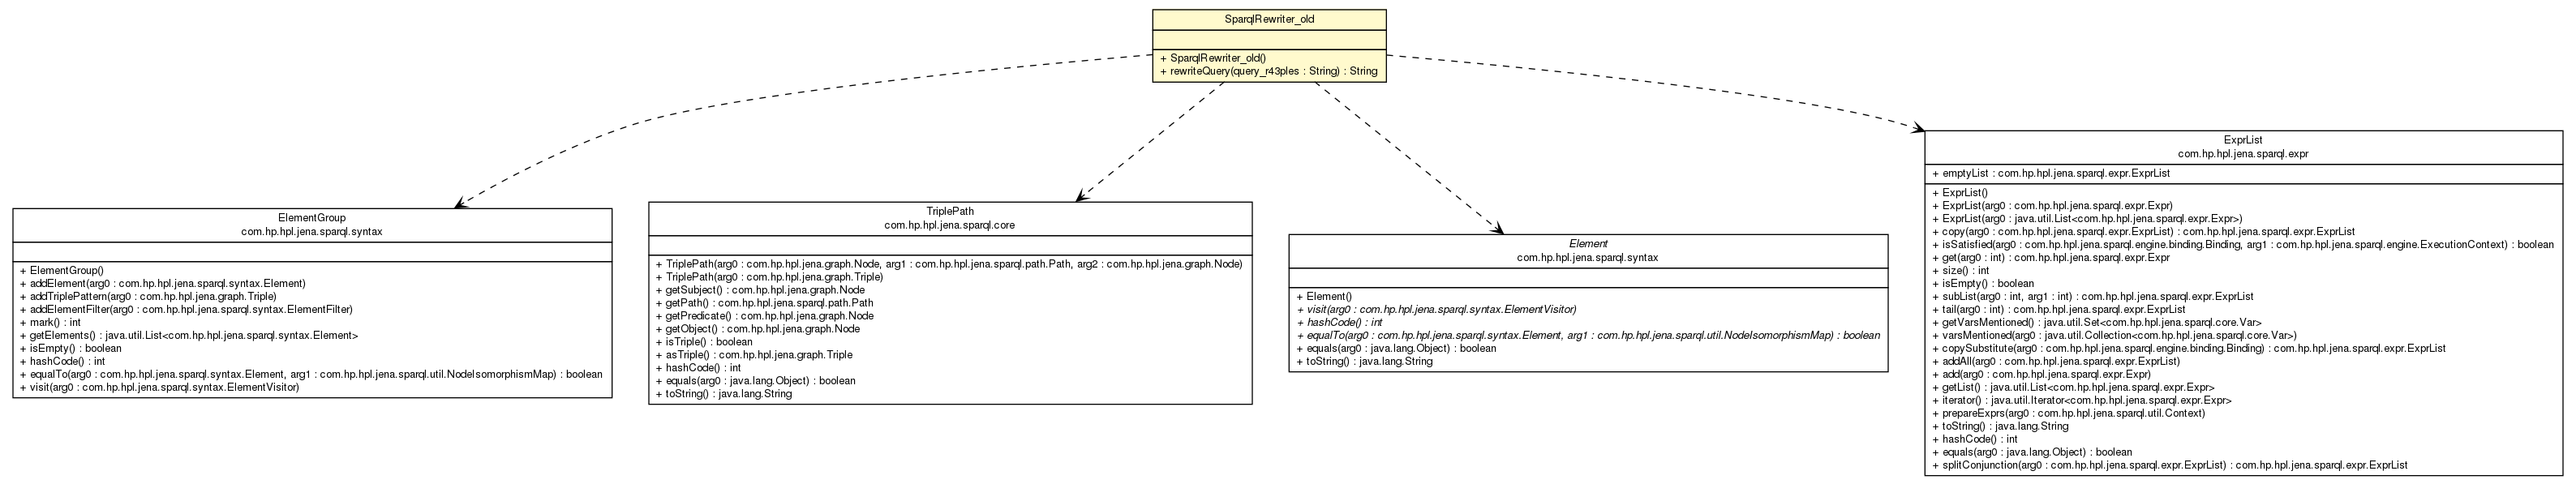 SparqlRewriter_old
+ SparqlRewriter_old()
+ rewriteQuery(query_r43ples : String) : String
ElementGroup
com.hp.hpl.jena.sparql.syntax
+ ElementGroup()
+ addElement(arg0 : com.hp.hpl.jena.sparql.syntax.Element)
+ addTriplePattern(arg0 : com.hp.hpl.jena.graph.Triple)
+ addElementFilter(arg0 : com.hp.hpl.jena.sparql.syntax.ElementFilter)
+ mark() : int
+ getElements() : java.util.List<com.hp.hpl.jena.sparql.syntax.Element>
+ isEmpty() : boolean
+ hashCode() : int
+ equalTo(arg0 : com.hp.hpl.jena.sparql.syntax.Element, arg1 : com.hp.hpl.jena.sparql.util.NodeIsomorphismMap) : boolean
+ visit(arg0 : com.hp.hpl.jena.sparql.syntax.ElementVisitor)
TriplePath
com.hp.hpl.jena.sparql.core
+ TriplePath(arg0 : com.hp.hpl.jena.graph.Node, arg1 : com.hp.hpl.jena.sparql.path.Path, arg2 : com.hp.hpl.jena.graph.Node)
+ TriplePath(arg0 : com.hp.hpl.jena.graph.Triple)
+ getSubject() : com.hp.hpl.jena.graph.Node
+ getPath() : com.hp.hpl.jena.sparql.path.Path
+ getPredicate() : com.hp.hpl.jena.graph.Node
+ getObject() : com.hp.hpl.jena.graph.Node
+ isTriple() : boolean
+ asTriple() : com.hp.hpl.jena.graph.Triple
+ hashCode() : int
+ equals(arg0 : java.lang.Object) : boolean
+ toString() : java.lang.String
Element
com.hp.hpl.jena.sparql.syntax
+ Element()
+ visit(arg0 : com.hp.hpl.jena.sparql.syntax.ElementVisitor)
+ hashCode() : int
+ equalTo(arg0 : com.hp.hpl.jena.sparql.syntax.Element, arg1 : com.hp.hpl.jena.sparql.util.NodeIsomorphismMap) : boolean
+ equals(arg0 : java.lang.Object) : boolean
+ toString() : java.lang.String
ExprList
com.hp.hpl.jena.sparql.expr
+ emptyList : com.hp.hpl.jena.sparql.expr.ExprList
+ ExprList()
+ ExprList(arg0 : com.hp.hpl.jena.sparql.expr.Expr)
+ ExprList(arg0 : java.util.List<com.hp.hpl.jena.sparql.expr.Expr>)
+ copy(arg0 : com.hp.hpl.jena.sparql.expr.ExprList) : com.hp.hpl.jena.sparql.expr.ExprList
+ isSatisfied(arg0 : com.hp.hpl.jena.sparql.engine.binding.Binding, arg1 : com.hp.hpl.jena.sparql.engine.ExecutionContext) : boolean
+ get(arg0 : int) : com.hp.hpl.jena.sparql.expr.Expr
+ size() : int
+ isEmpty() : boolean
+ subList(arg0 : int, arg1 : int) : com.hp.hpl.jena.sparql.expr.ExprList
+ tail(arg0 : int) : com.hp.hpl.jena.sparql.expr.ExprList
+ getVarsMentioned() : java.util.Set<com.hp.hpl.jena.sparql.core.Var>
+ varsMentioned(arg0 : java.util.Collection<com.hp.hpl.jena.sparql.core.Var>)
+ copySubstitute(arg0 : com.hp.hpl.jena.sparql.engine.binding.Binding) : com.hp.hpl.jena.sparql.expr.ExprList
+ addAll(arg0 : com.hp.hpl.jena.sparql.expr.ExprList)
+ add(arg0 : com.hp.hpl.jena.sparql.expr.Expr)
+ getList() : java.util.List<com.hp.hpl.jena.sparql.expr.Expr>
+ iterator() : java.util.Iterator<com.hp.hpl.jena.sparql.expr.Expr>
+ prepareExprs(arg0 : com.hp.hpl.jena.sparql.util.Context)
+ toString() : java.lang.String
+ hashCode() : int
+ equals(arg0 : java.lang.Object) : boolean
+ splitConjunction(arg0 : com.hp.hpl.jena.sparql.expr.ExprList) : com.hp.hpl.jena.sparql.expr.ExprList